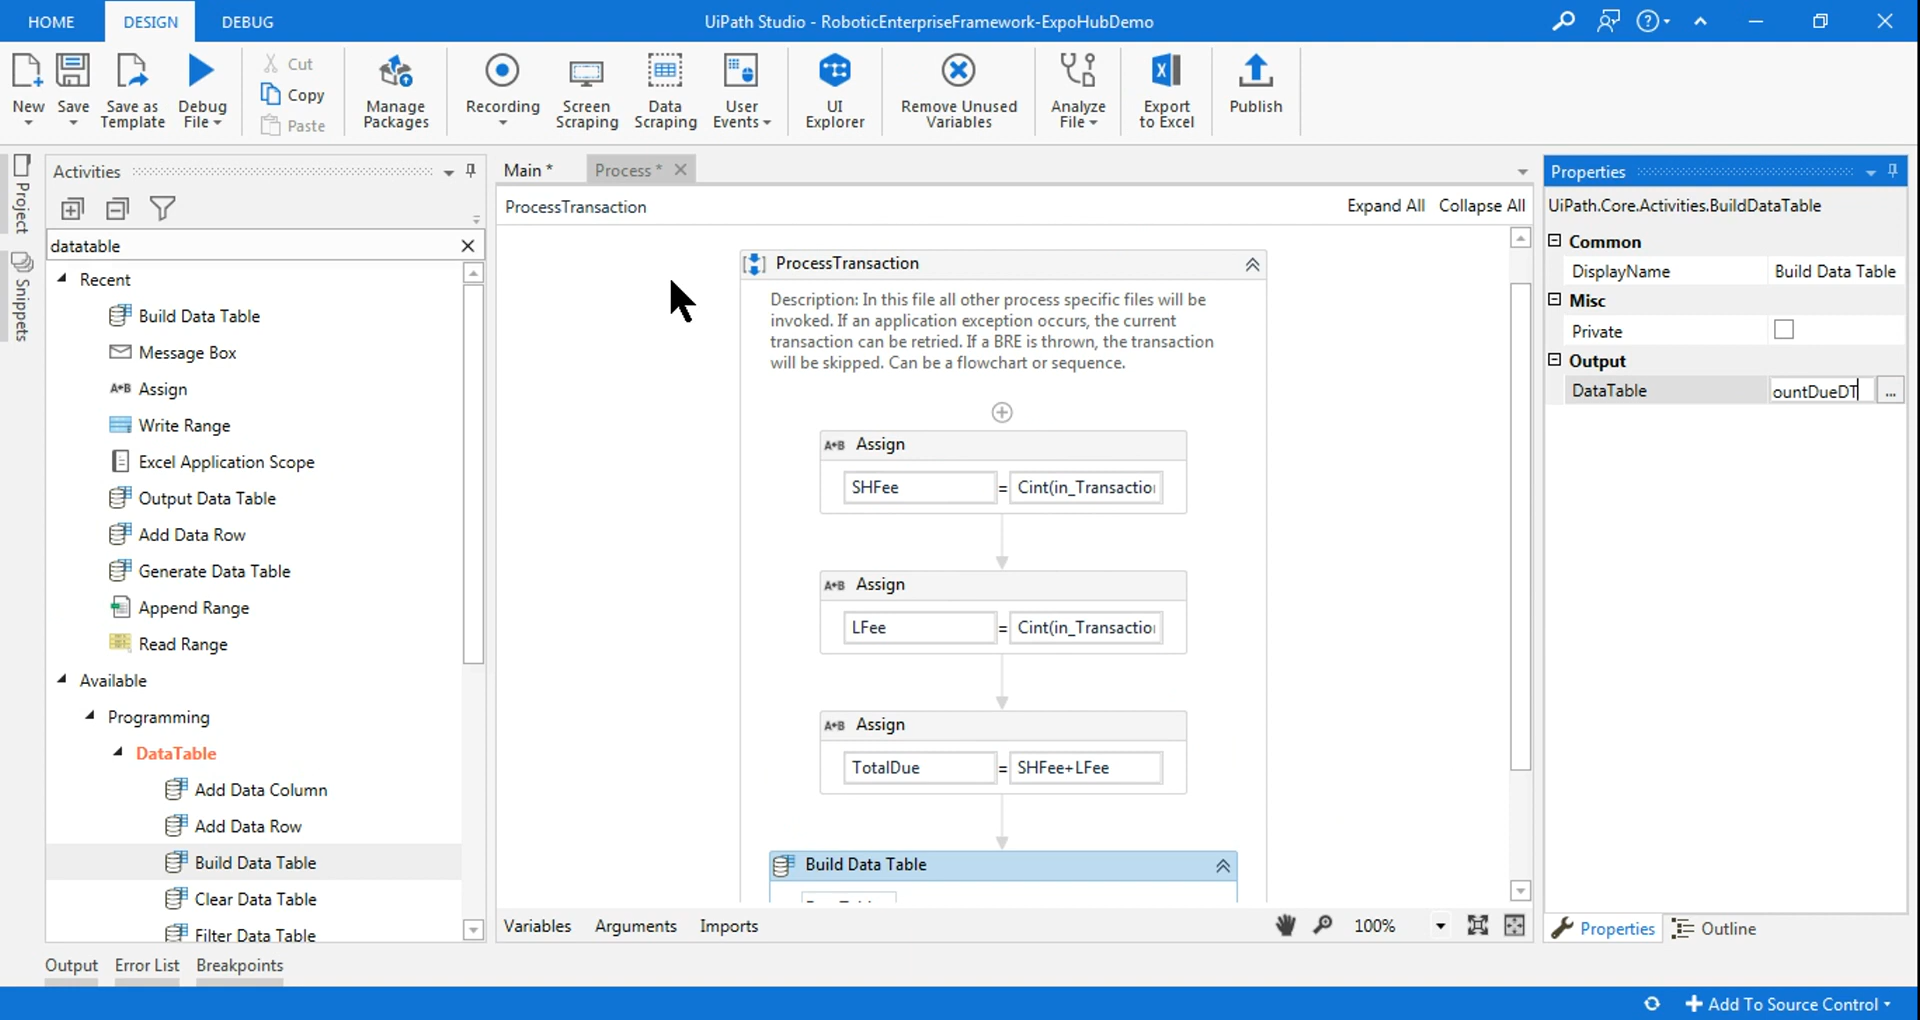 HOME
DESIGN
DEBUG
UiPath Studio - RoboticEnterpriseFramework-ExpoHubDemo
New
Save
Save as
Template
Debug
File
Cut
Copy
Paste
Manage
Packages
Recording
Screen
Scraping
Data
Scraping
User
Events
UI
Explorer
Remove Unused
Variables
Analyze
File
Export
to Excel
Publish
Project
Snippets
Activities
datatable
Recent
Build Data Table
Message Box
A+B Assign
Write Range
Excel Application Scope
Output Data Table
Add Data Row
Generate Data Table
Append Range
Read Range
Available
Programming
DataTable
Add Data Column
Add Data Row
Build Data Table
Clear Data Table
Filter Data Table
Main *
Process *
ProcessTransaction
Expand All
Collapse All
ProcessTransaction
Description: In this file all other process specific files will be
invoked. If an application exception occurs, the current
transaction can be retried. If a BRE is thrown, the transaction
will be skipped. Can be a flowchart or sequence.
A+B Assign
SHFee = Cint(in_Transactio
A+B Assign
LFee = Cint(in_Transactio
A+B Assign
TotalDue = SHFee+LFee
Build Data Table
Variables
Arguments
Imports
100%
Properties
UiPath.Core.Activities.BuildDataTable
Common
DisplayName Build Data Table
Misc
Private
Output
DataTable ountDueDT ...
Properties
Outline
Output
Error List
Breakpoints
Add To Source Control